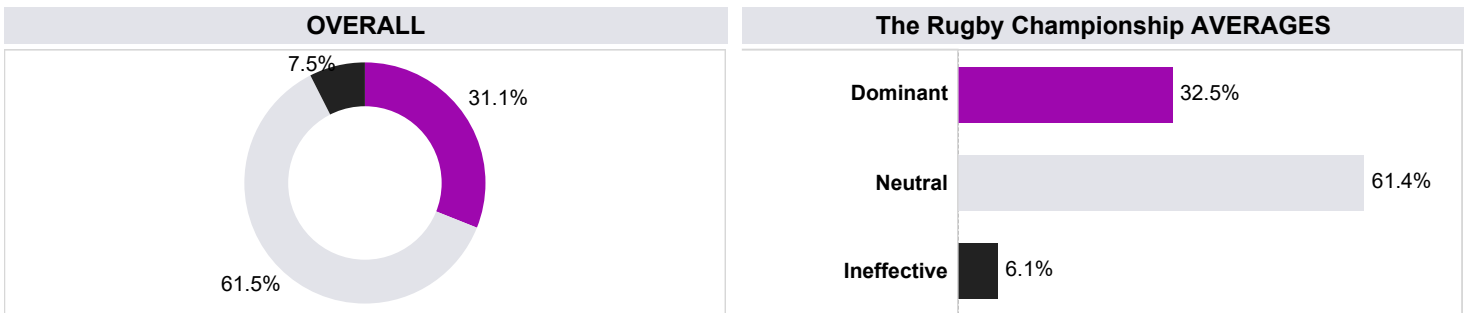 OVERALL
7.5%
31.1%
61.5%
The Rugby Championship AVERAGES
Dominant 32.5%
Neutral 61.4%
Ineffective 6.1%